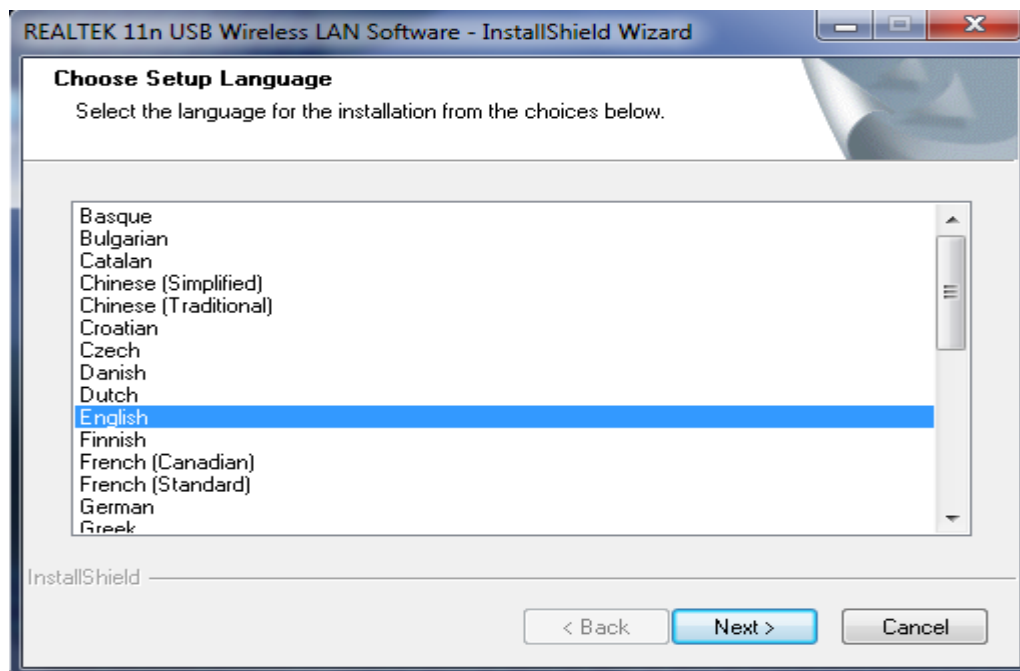 REALTEK 11n USB Wireless LAN Software - InstallShield Wizard
Choose Setup Language
Select the language for the installation from the choices below.
Basque
Bulgarian
Catalan
Chinese (Simplified)
Chinese (Traditional)
Croatian
Czech
Danish
Dutch
English
Finnish
French (Canadian)
French (Standard)
German
Greek
InstallShield
< Back Next > Cancel